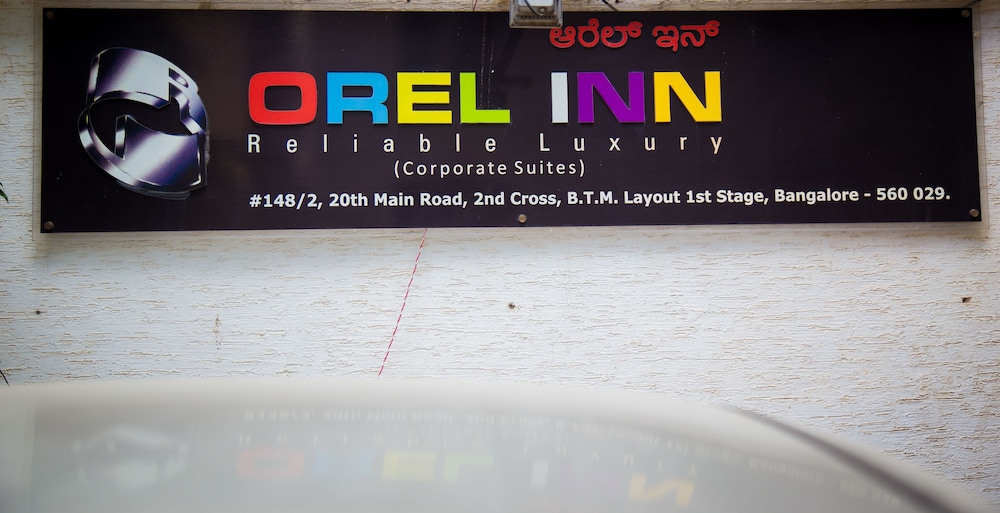 ಆರೆಲ್ ಇನ್
OREL INN
Reliable Luxury
(Corporate Suites)
#148/2, 20th Main Road, 2nd Cross, B.T.M. Layout 1st Stage, Bangalore - 560 029.